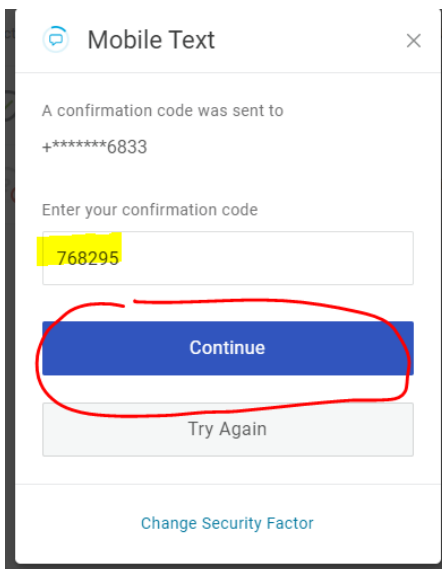 Mobile Text
A confirmation code was sent to
+*******6833
Enter your confirmation code
768295
Continue
Try Again
Change Security Factor